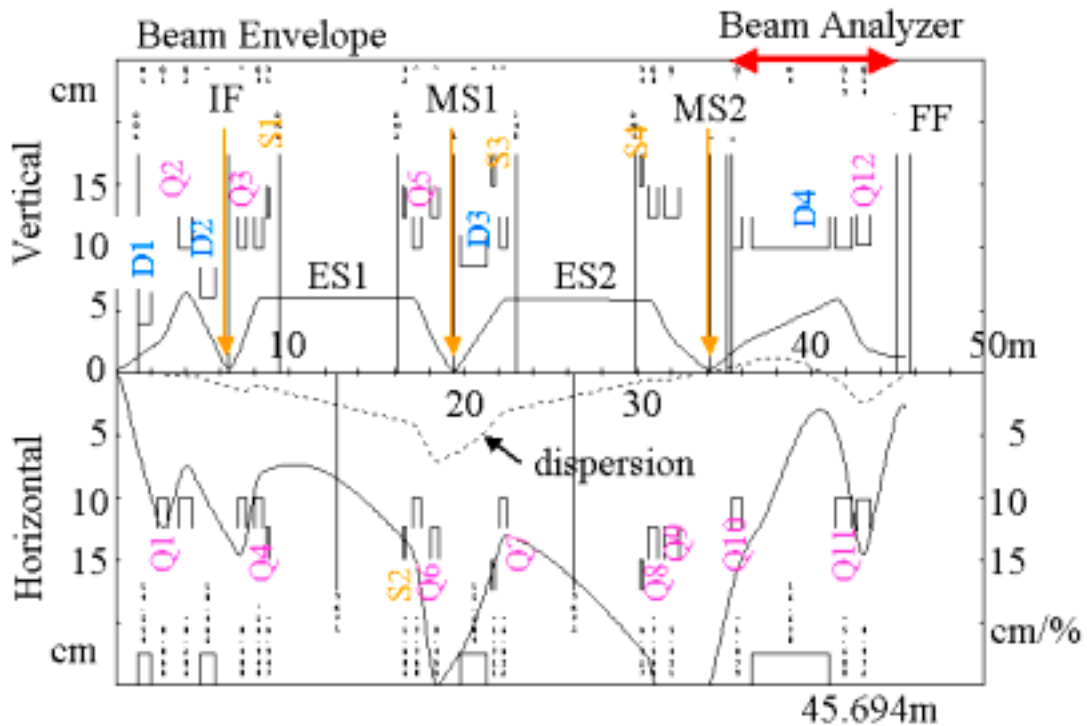 Beam Envelope
Beam Analyzer
cm
IF
MS1
MS2
FF
S1
S3
S4
Vertical
15
Q2
Q3
Q5
Q12
10
D1
D2
D3
D4
5
ES1
ES2
0
10
40
50m
20
30
Horizontal
5
dispersion
5
10
10
15
Q1
Q4
S2
Q6
Q7
Q8
Q9
Q10
Q11
15
cm
cm/%
45.694m